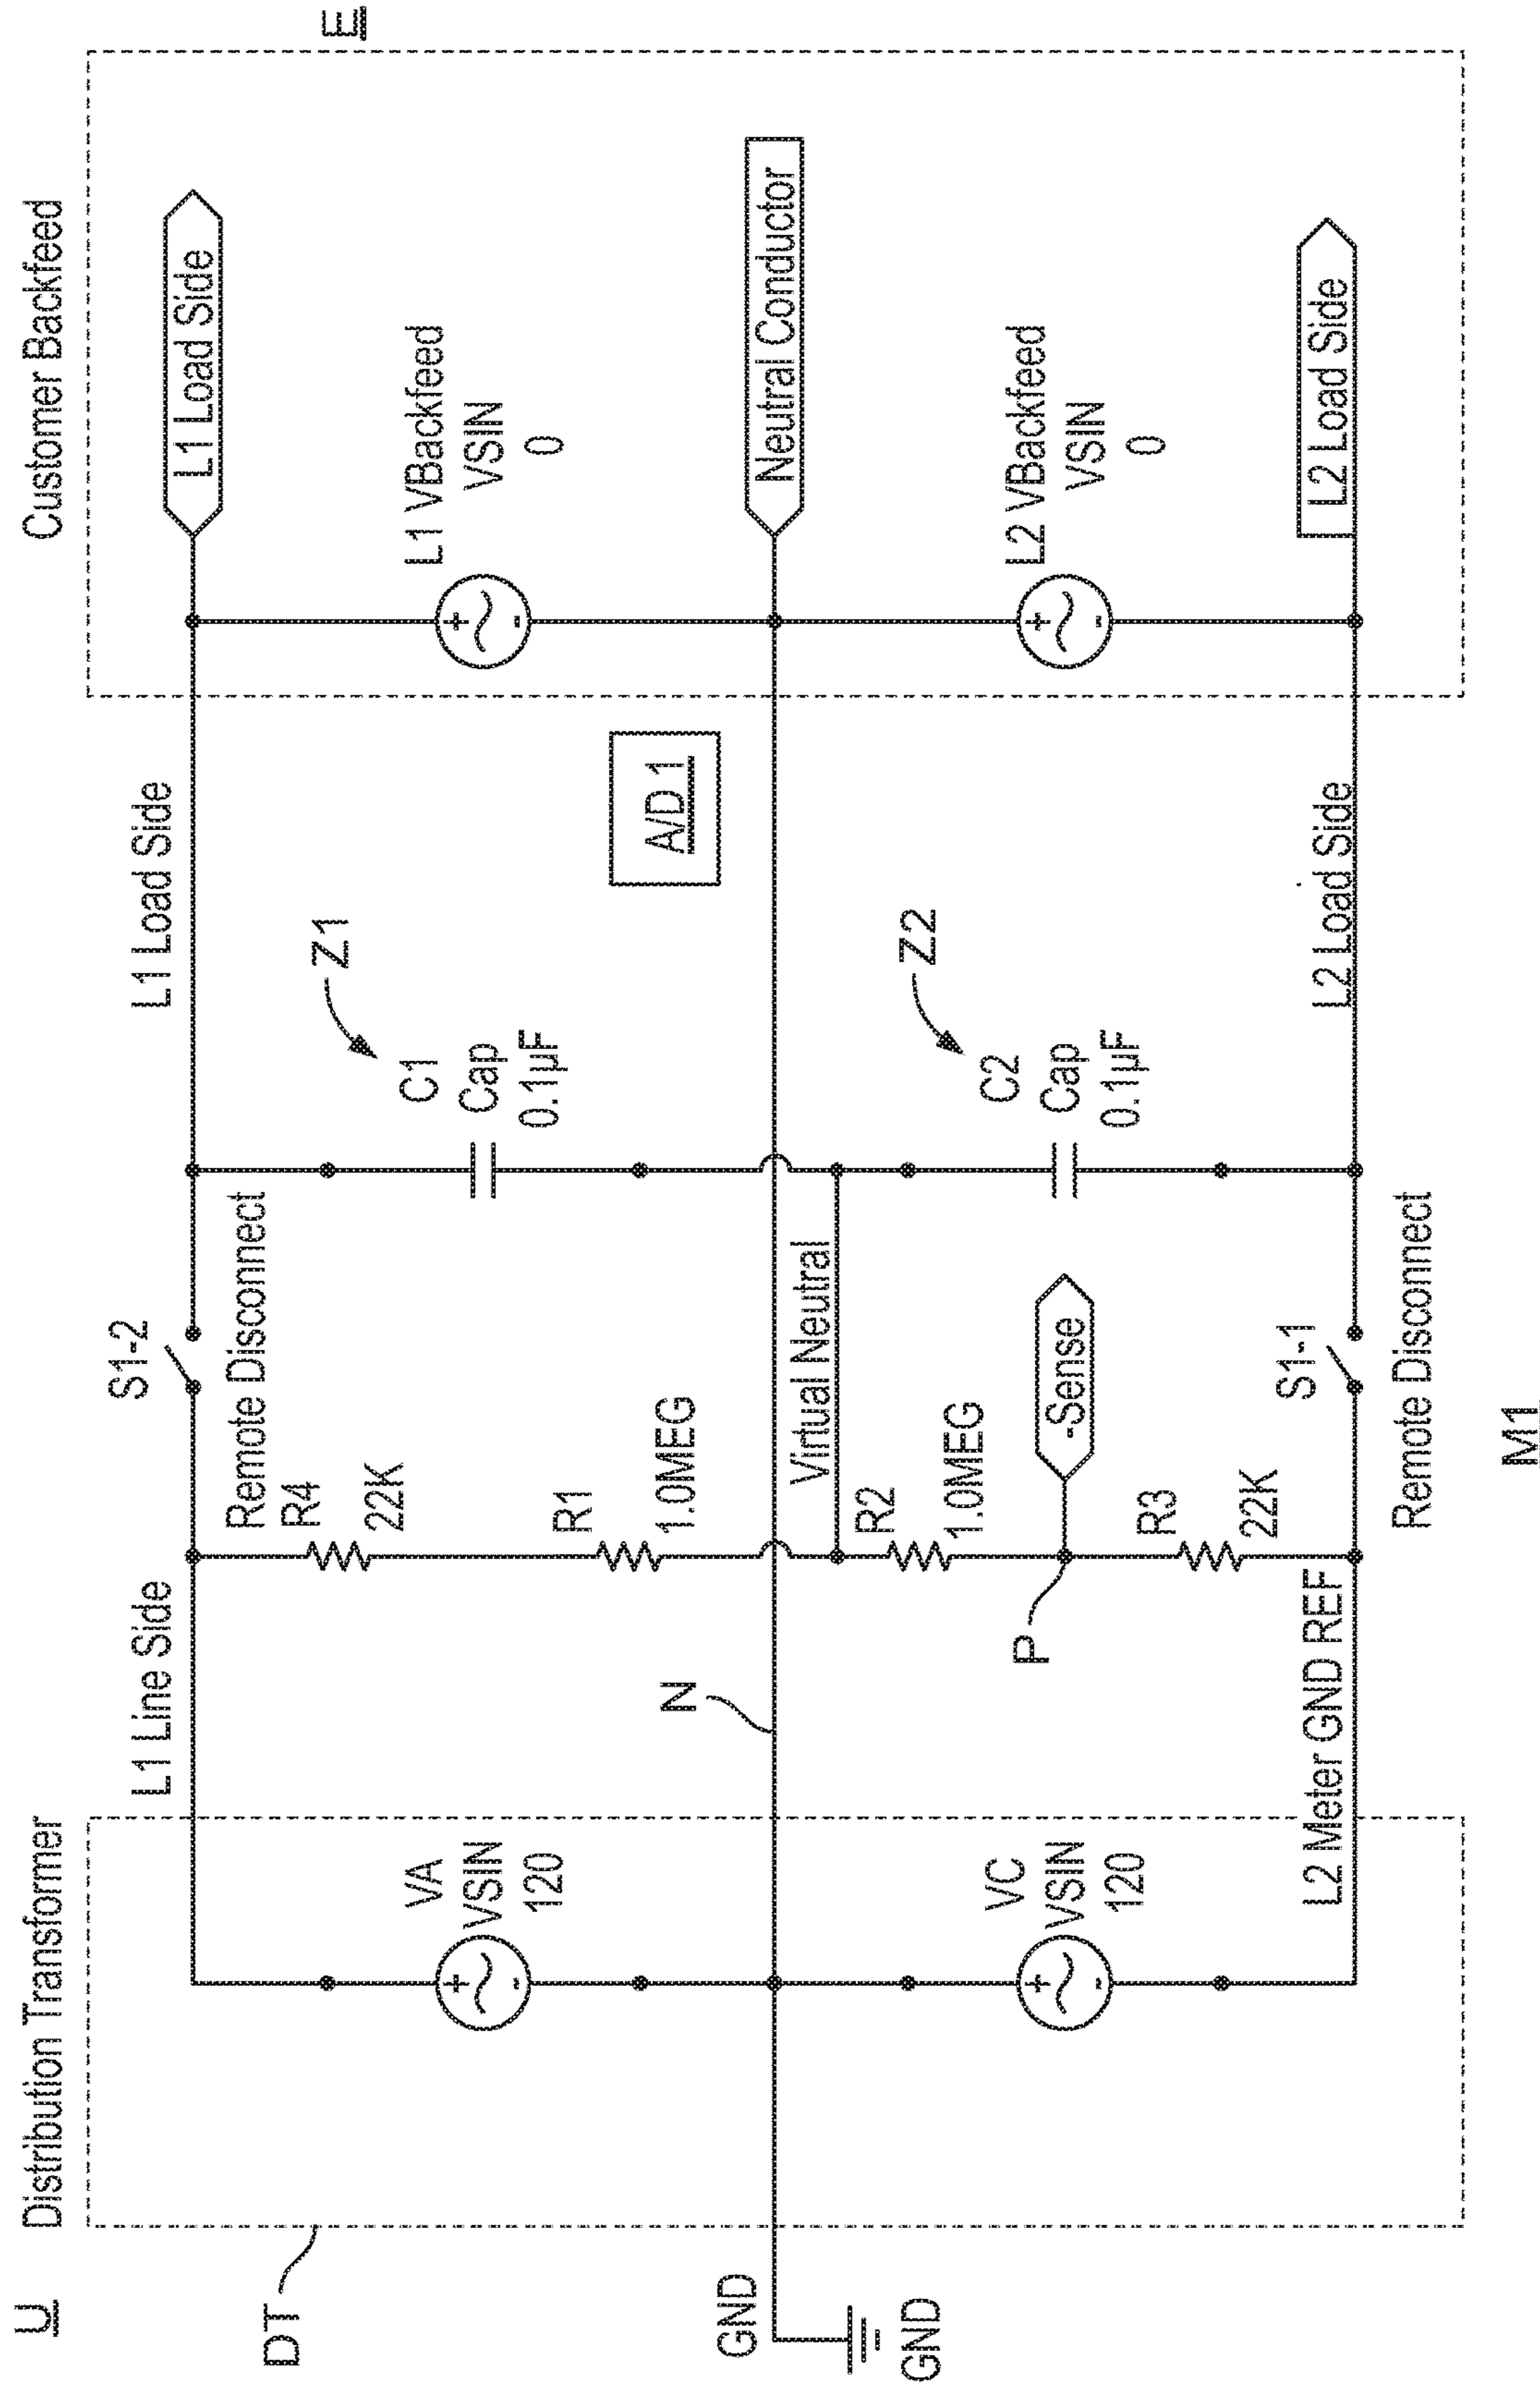 U
Distribution Transformer
Customer Backfeed
E
DT
L1 Line Side
S1-2
Remote Disconnect
L1 Load Side
L1 Load Side
VA
VSIN
120
R4
22K
R1
1.0MEG
Z1
C1
Cap
0.1µF
A/D 1
L1 VBackfeed
VSIN
0
GND
GND
N
Virtual Neutral
Neutral Conductor
VC
VSIN
120
P
R2
1.0MEG
-Sense
R3
22K
Z2
C2
Cap
0.1µF
L2 VBackfeed
VSIN
0
L2 Meter GND REF
S1-1
Remote Disconnect
L2 Load Side
L2 Load Side
M1